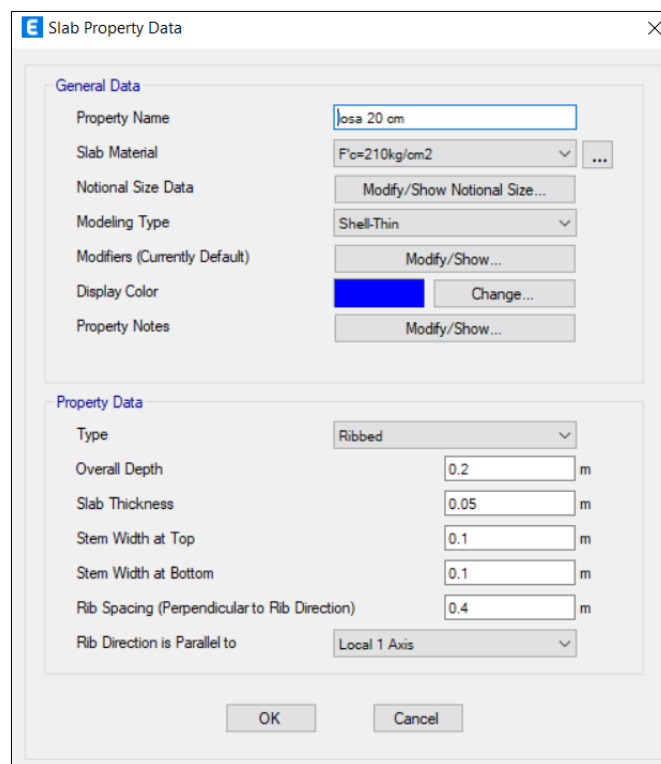 E Slab Property Data
General Data
Property Name losa 20 cm
Slab Material F'c=210kg/cm2 ...
Notional Size Data Modify/Show Notional Size...
Modeling Type Shell-Thin
Modifiers (Currently Default) Modify/Show...
Display Color Change...
Property Notes Modify/Show...
Property Data
Type Ribbed
Overall Depth 0.2 m
Slab Thickness 0.05 m
Stem Width at Top 0.1 m
Stem Width at Bottom 0.1 m
Rib Spacing (Perpendicular to Rib Direction) 0.4 m
Rib Direction is Parallel to Local 1 Axis
OK Cancel